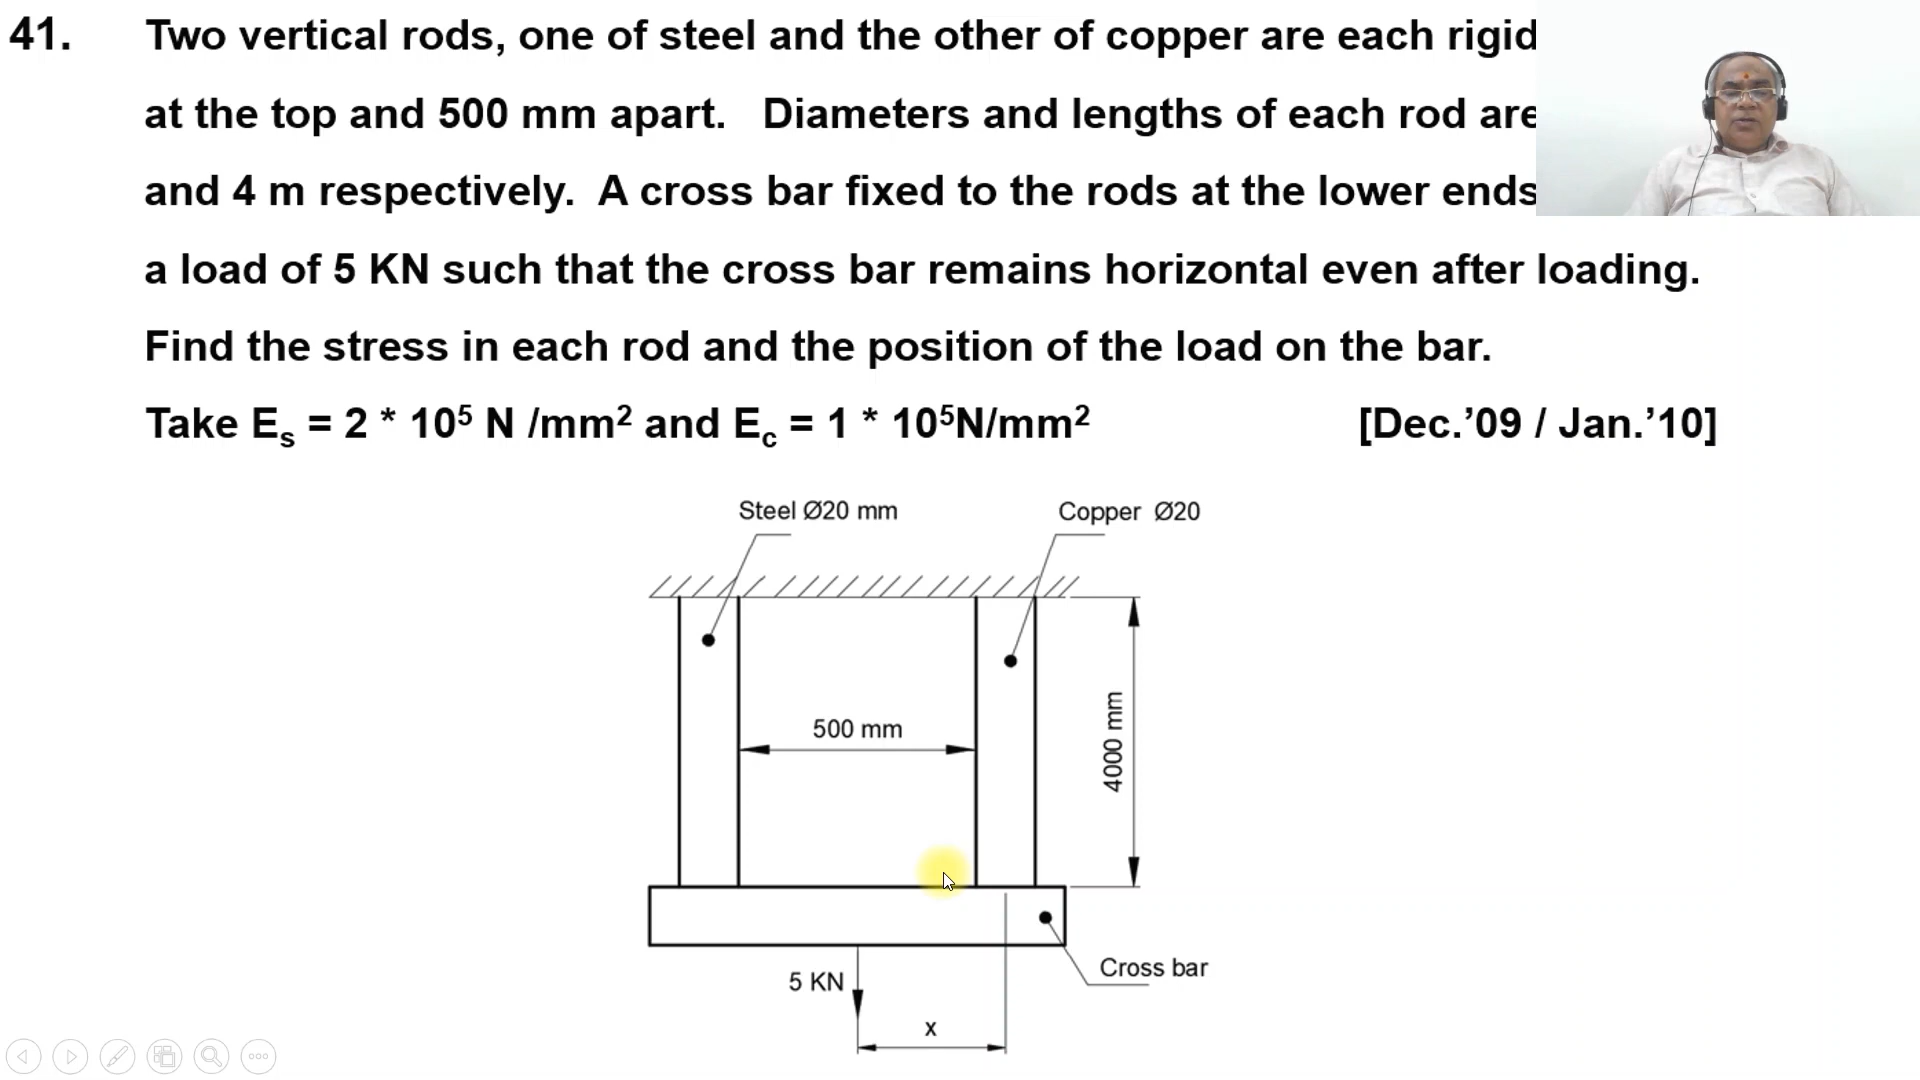 41. Two vertical rods, one of steel and the other of copper are each rigid
at the top and 500 mm apart. Diameters and lengths of each rod are
and 4 m respectively. A cross bar fixed to the rods at the lower ends
a load of 5 KN such that the cross bar remains horizontal even after loading.
Find the stress in each rod and the position of the load on the bar.
Take Eₛ = 2 * 10⁵ N /mm² and E꜀ = 1 * 10⁵N/mm² [Dec.’09 / Jan.’10]
Steel Ø20 mm
Copper Ø20
500 mm
4000 mm
Cross bar
5 KN
x